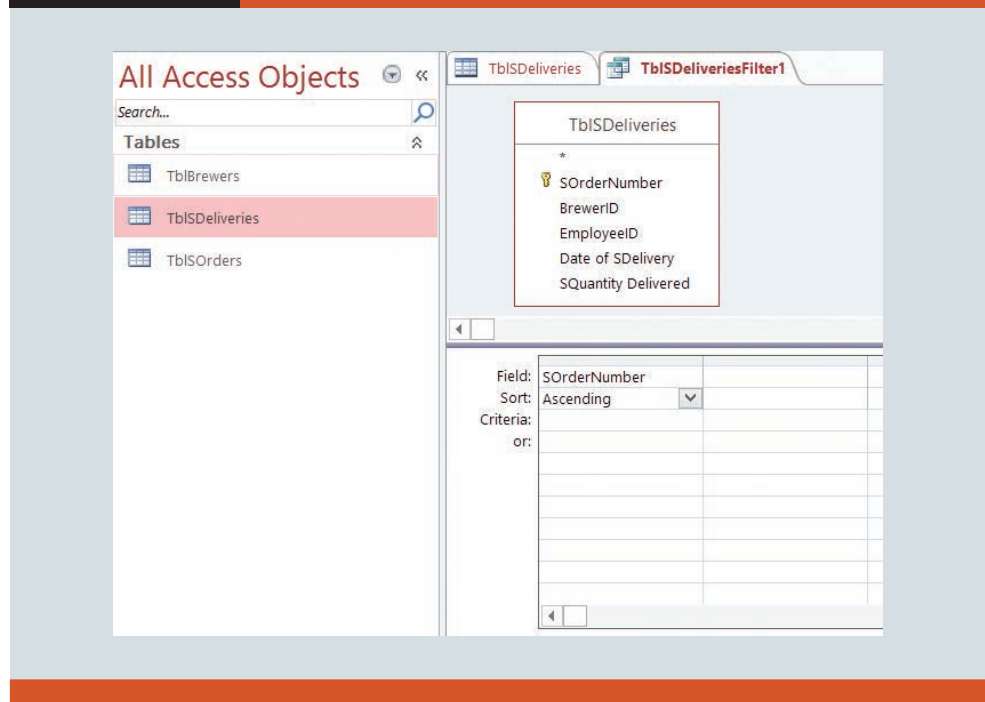 All Access Objects
Search...
Tables
TblBrewers
TblSDeliveries
TblSOrders
TblSDeliveries
TblSDeliveriesFilter1
TblSDeliveries
*
SOrderNumber
BrewerID
EmployeeID
Date of SDelivery
SQuantity Delivered
Field: SOrderNumber
Sort: Ascending
Criteria:
or: